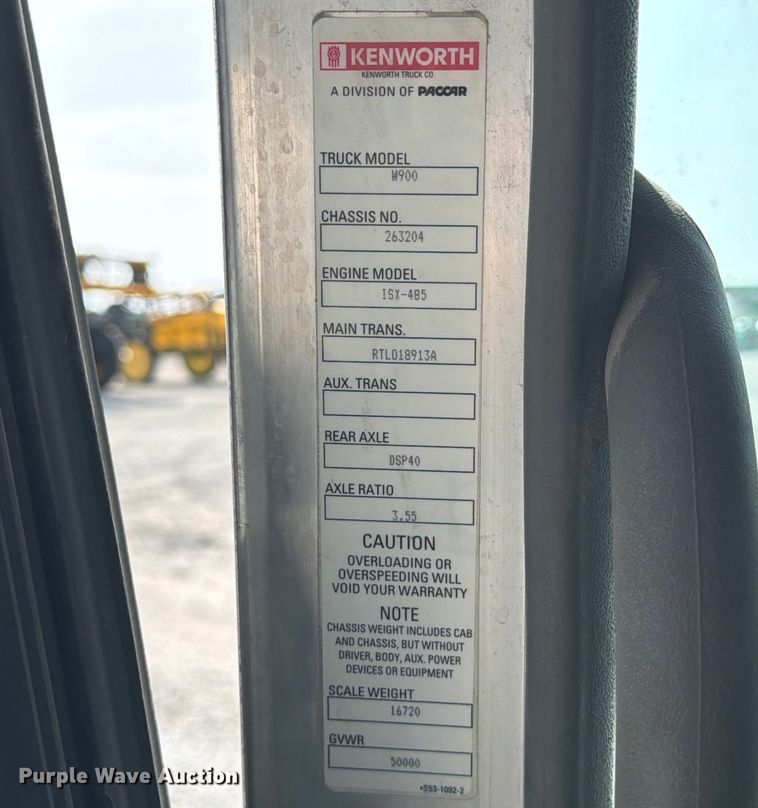 KENWORTH
KENWORTH TRUCK CO.
A DIVISION OF PACCAR
TRUCK MODEL
W900
CHASSIS NO.
263204
ENGINE MODEL
ISX-485
MAIN TRANS.
RTLO18913A
AUX. TRANS
REAR AXLE
DSP40
AXLE RATIO
3.55
CAUTION
OVERLOADING OR
OVERSPEEDING WILL
VOID YOUR WARRANTY
NOTE
CHASSIS WEIGHT INCLUDES CAB
AND CHASSIS, BUT WITHOUT
DRIVER, BODY, AUX. POWER
DEVICES OR EQUIPMENT
SCALE WEIGHT
16720
GVWR
50000
•S53-1092-2
Purple Wave Auction